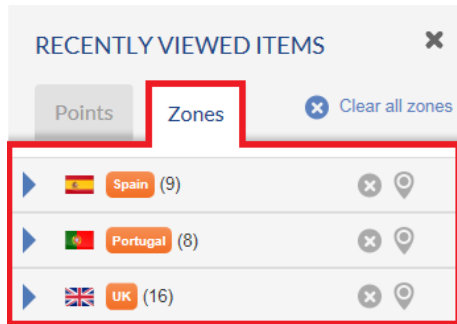 RECENTLY VIEWED ITEMS
Points Zones Clear all zones
Spain (9)
Portugal (8)
UK (16)